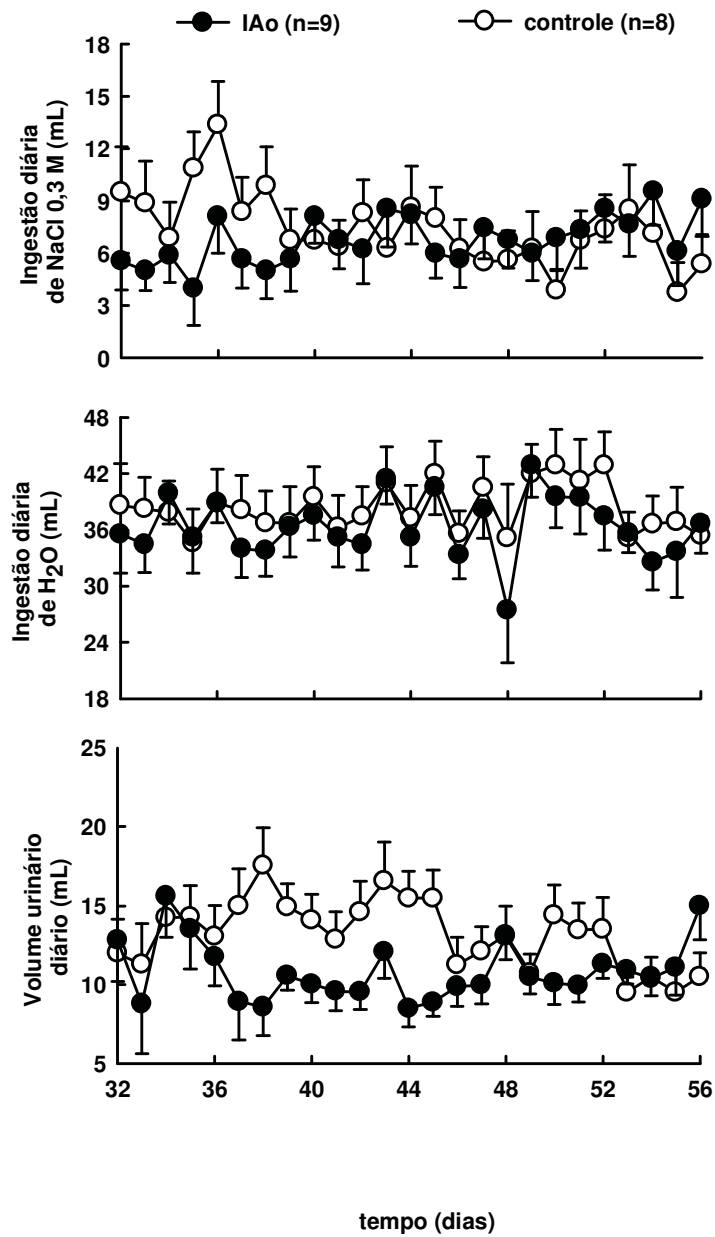 IAo (n=9)
controle (n=8)
Ingestão diária
de NaCl 0,3 M (mL)
18
15
12
9
6
3
0
Ingestão diária
de H2O (mL)
48
42
36
30
24
18
Volume urinário
diário (mL)
25
20
15
10
5
32 36 40 44 48 52 56
tempo (dias)